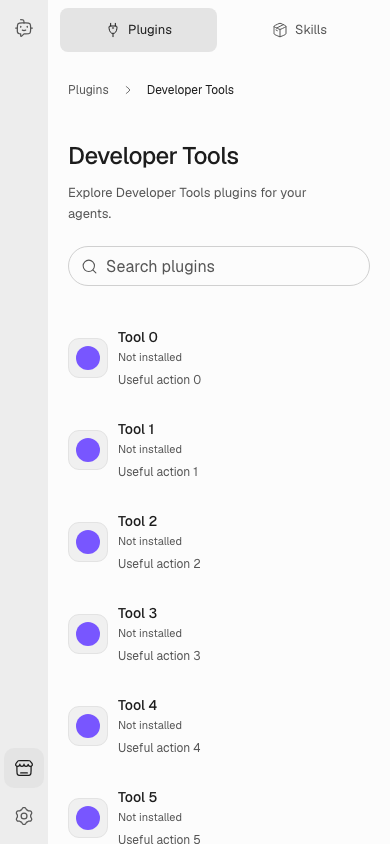 Plugins
Skills
Plugins > Developer Tools
Developer Tools
Explore Developer Tools plugins for your
agents.
Search plugins
Tool 0
Not installed
Useful action 0
Tool 1
Not installed
Useful action 1
Tool 2
Not installed
Useful action 2
Tool 3
Not installed
Useful action 3
Tool 4
Not installed
Useful action 4
Tool 5
Not installed
Useful action 5